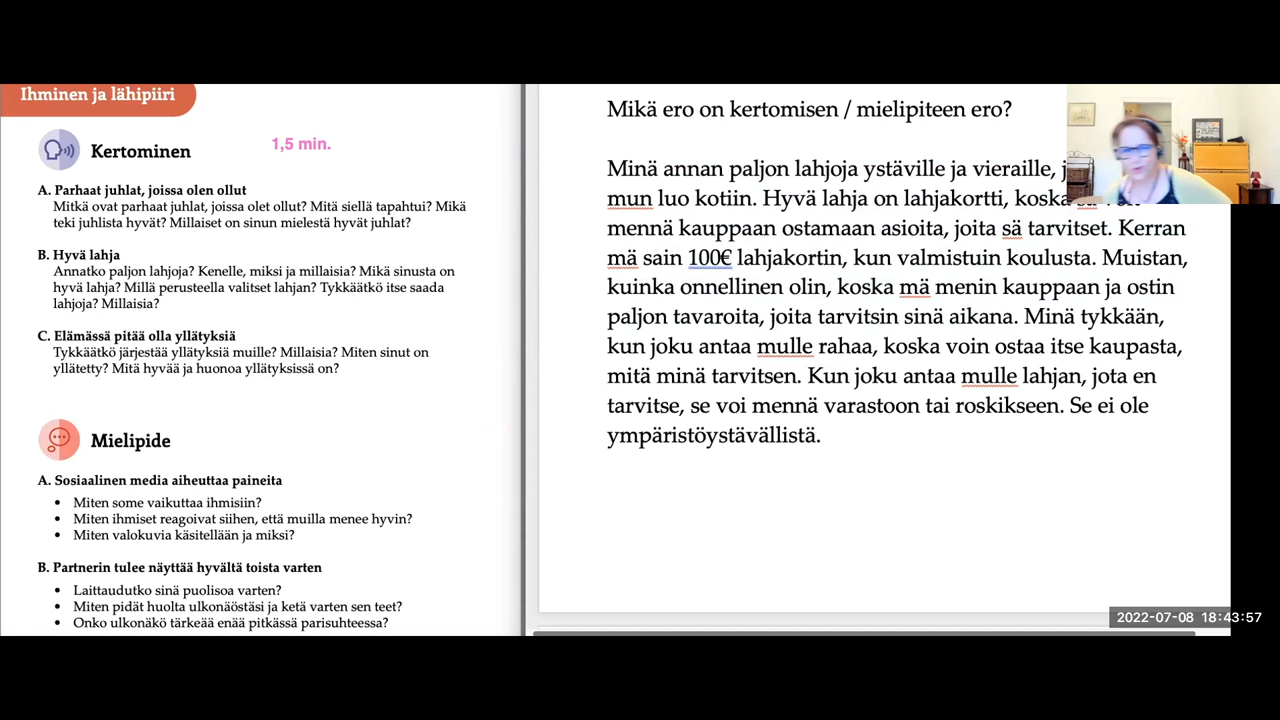 Ihminen ja lähipiiri
Kertominen
1,5 min.
A. Parhaat juhlat, joissa olen ollut
Mitkä ovat parhaat juhlat, joissa olet ollut? Mitä siellä tapahtui? Mikä
teki juhlista hyvät? Millaiset on sinun mielestä hyvät juhlat?
B. Hyvä lahja
Annatko paljon lahjoja? Kenelle, miksi ja millaisia? Mikä sinusta on
hyvä lahja? Millä perusteella valitset lahjan? Tykkäätkö itse saada
lahjoja? Millaisia?
C. Elämässä pitää olla yllätyksiä
Tykkäätkö järjestää yllätyksiä muille? Millaisia? Miten sinut on
yllätetty? Mitä hyvää ja huonoa yllätyksissä on?
Mielipide
A. Sosiaalinen media aiheuttaa paineita
• Miten some vaikuttaa ihmisiin?
• Miten ihmiset reagoivat siihen, että muilla menee hyvin?
• Miten valokuvia käsitellään ja miksi?
B. Partnerin tulee näyttää hyvältä toista varten
• Laittaudutko sinä puolisoa varten?
• Miten pidät huolta ulkonäöstäsi ja ketä varten sen teet?
• Onko ulkonäkö tärkeää enää pitkässä parisuhteessa?
Mikä ero on kertomisen / mielipiteen ero?
Minä annan paljon lahjoja ystäville ja vieraille,
mun luo kotiin. Hyvä lahja on lahjakortti, koska
mennä kauppaan ostamaan asioita, joita sä tarvitset. Kerran
mä sain 100€ lahjakortin, kun valmistuin koulusta. Muistan,
kuinka onnellinen olin, koska mä menin kauppaan ja ostin
paljon tavaroita, joita tarvitsin sinä aikana. Minä tykkään,
kun joku antaa mulle rahaa, koska voin ostaa itse kaupasta,
mitä minä tarvitsen. Kun joku antaa mulle lahjan, jota en
tarvitse, se voi mennä varastoon tai roskikseen. Se ei ole
ympäristöystävällistä.
2022-07-08 18:43:57